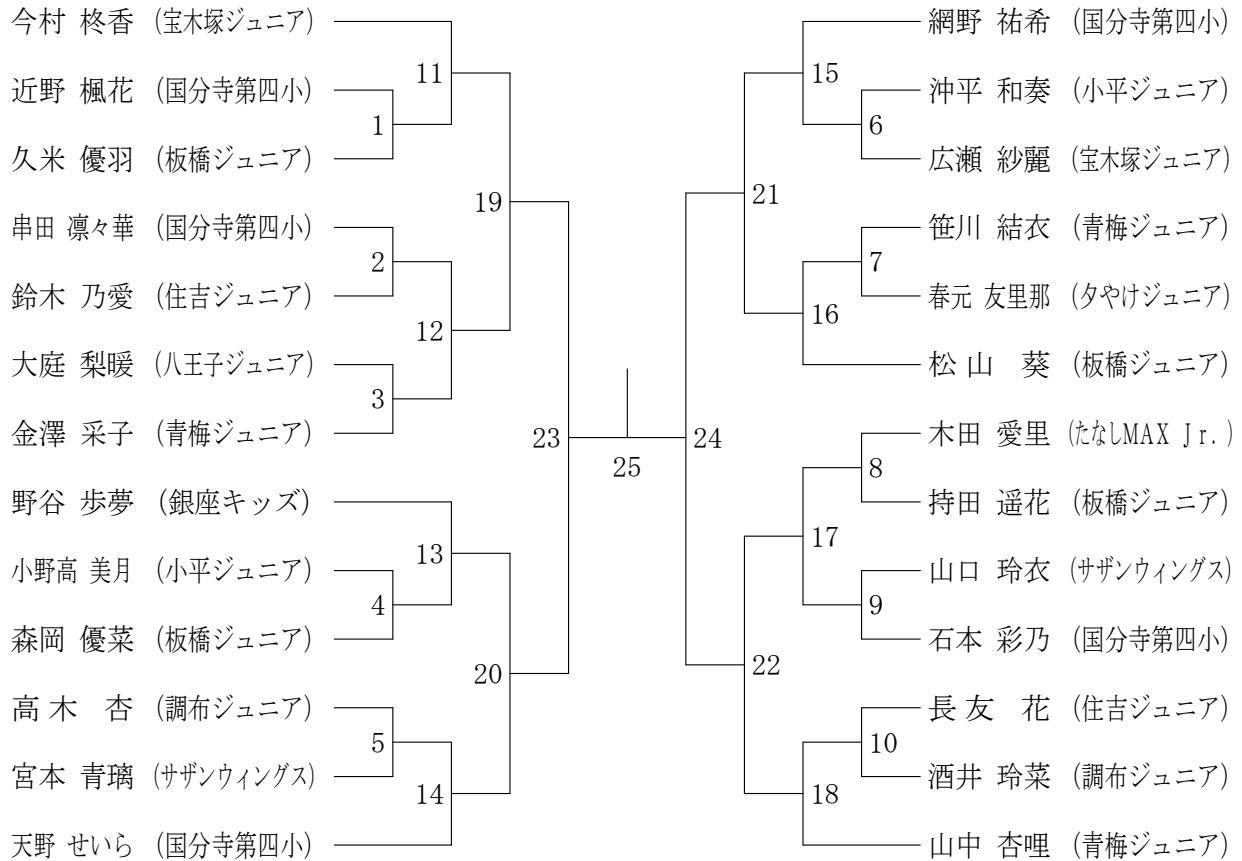 今村 柊香 (宝木塚ジュニア)
近野 楓花 (国分寺第四小)
久米 優羽 (板橋ジュニア)
串田 凛々華 (国分寺第四小)
鈴木 乃愛 (住吉ジュニア)
大庭 梨暖 (八王子ジュニア)
金澤 采子 (青梅ジュニア)
野谷 歩夢 (銀座キッズ)
小野高 美月 (小平ジュニア)
森岡 優菜 (板橋ジュニア)
高木 杏 (調布ジュニア)
宮本 青璃 (サザンウィングス)
天野 せいら (国分寺第四小)
1
2
3
4
5
11
12
13
14
19
20
23
25
24
21
22
15
16
17
18
6
7
8
9
10
網野 祐希 (国分寺第四小)
沖平 和奏 (小平ジュニア)
広瀬 紗麗 (宝木塚ジュニア)
笹川 結衣 (青梅ジュニア)
春元 友里那 (夕やけジュニア)
松山 葵 (板橋ジュニア)
木田 愛里 (たなしMAX Jr.)
持田 遥花 (板橋ジュニア)
山口 玲衣 (サザンウィングス)
石本 彩乃 (国分寺第四小)
長友 花 (住吉ジュニア)
酒井 玲菜 (調布ジュニア)
山中 杏哩 (青梅ジュニア)